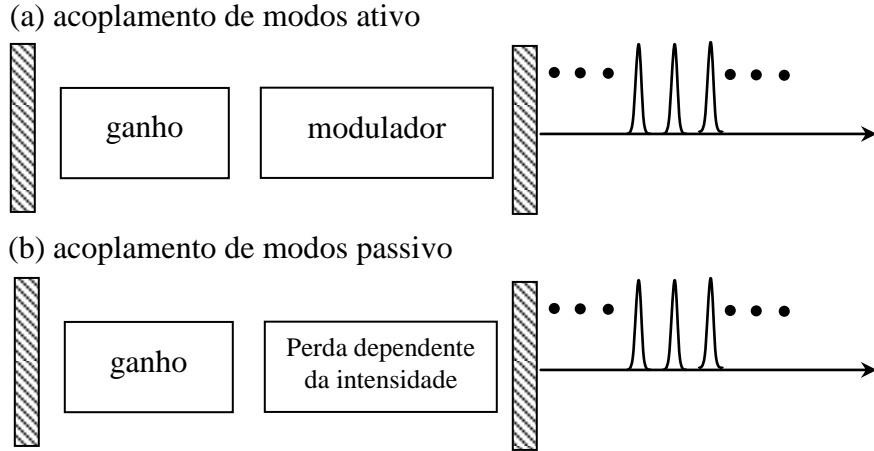 (a) acoplamento de modos ativo
ganho
modulador
(b) acoplamento de modos passivo
ganho
Perda dependente
da intensidade